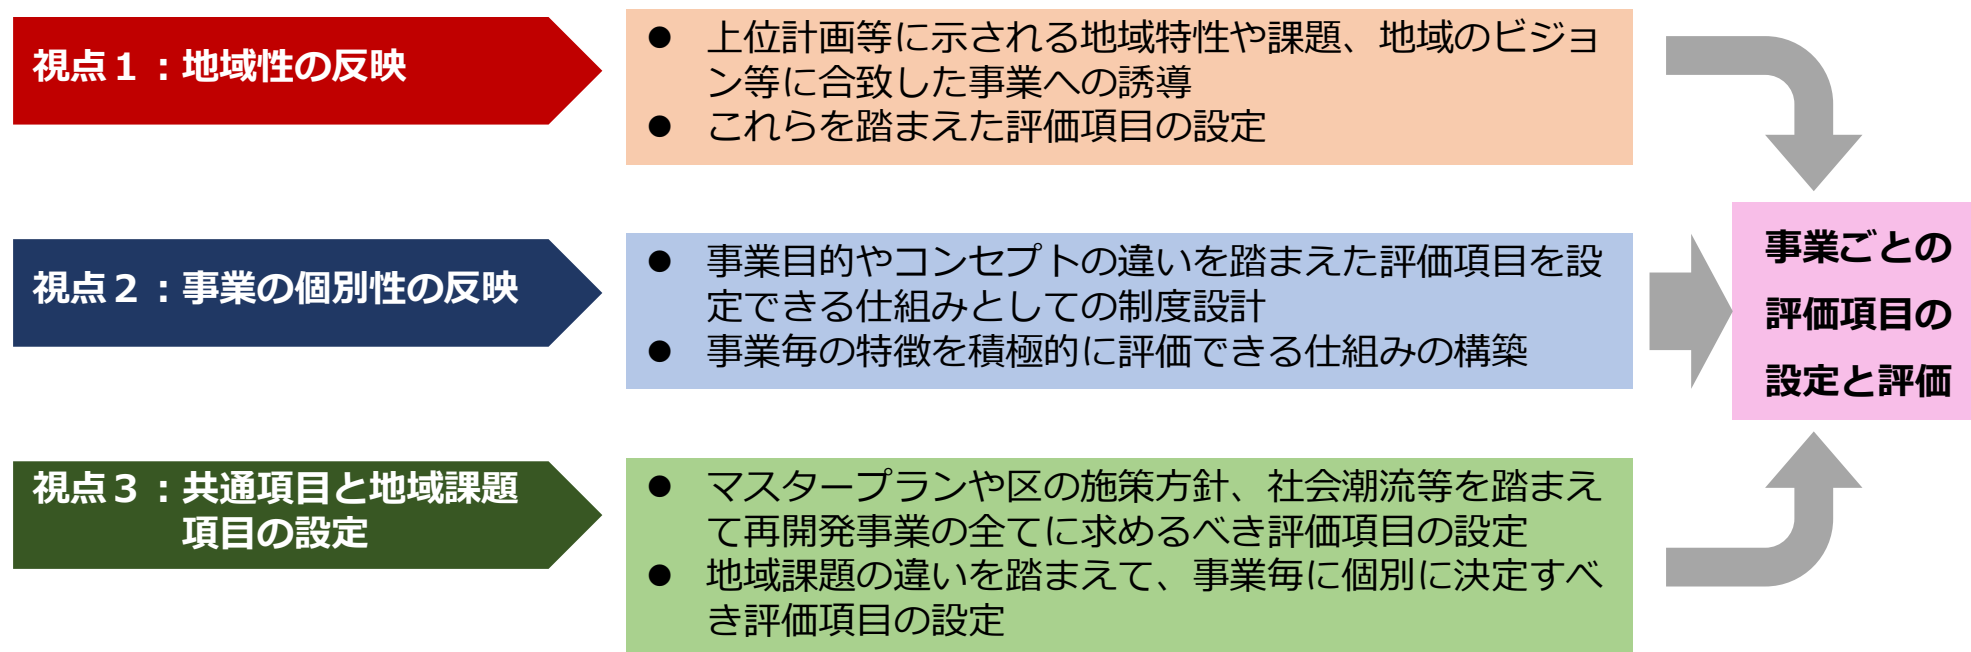 視点１：地域性の反映
● 上位計画等に示される地域特性や課題、地域のビジョ
ン等に合致した事業への誘導
● これらを踏まえた評価項目の設定
視点２：事業の個別性の反映
● 事業目的やコンセプトの違いを踏まえた評価項目を設
定できる仕組みとしての制度設計
● 事業毎の特徴を積極的に評価できる仕組みの構築
視点３：共通項目と地域課題
項目の設定
● マスタープランや区の施策方針、社会潮流等を踏まえ
て再開発事業の全てに求めるべき評価項目の設定
● 地域課題の違いを踏まえて、事業毎に個別に決定すべ
き評価項目の設定
事業ごとの
評価項目の
設定と評価